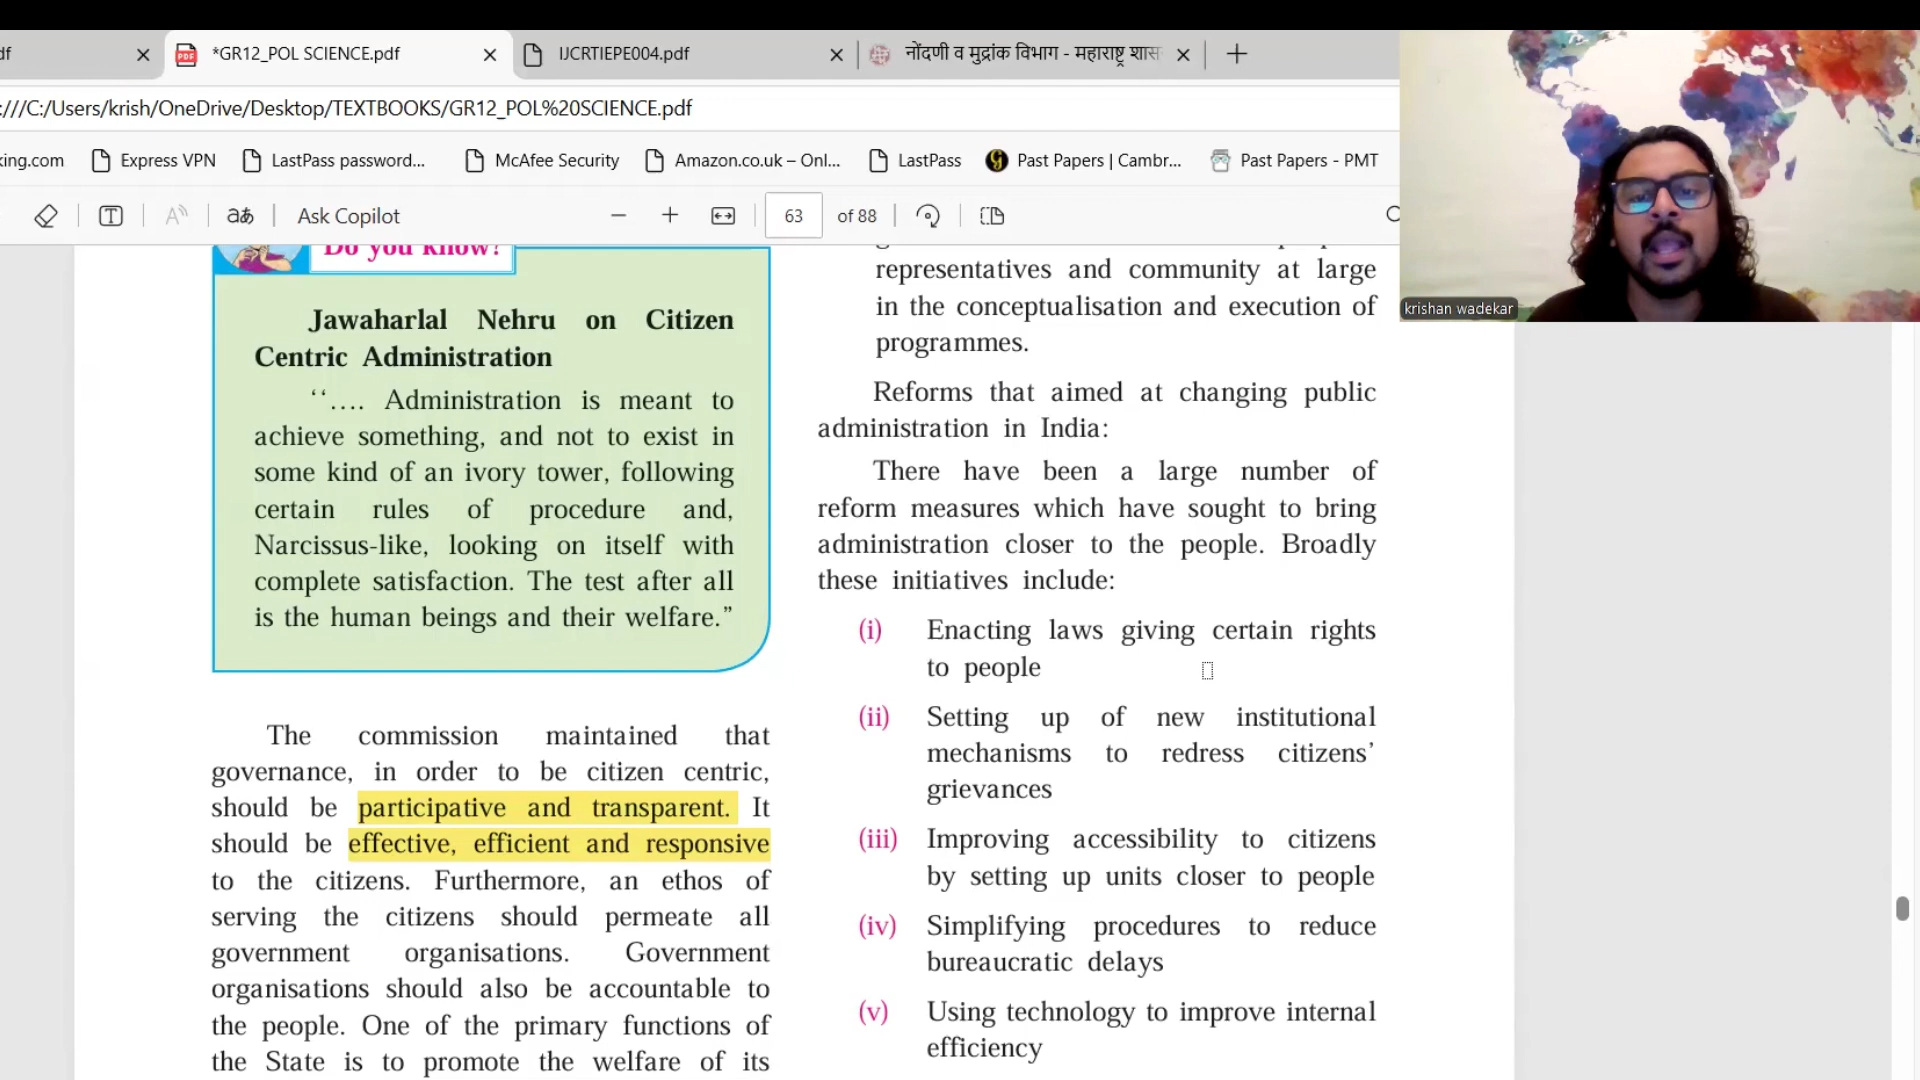 df
*GR12_POL SCIENCE.pdf
IJCRTIEPE004.pdf
नोंदणी व मुद्रांक विभाग - महाराष्ट्र शास
:///C:/Users/krish/OneDrive/Desktop/TEXTBOOKS/GR12_POL%20SCIENCE.pdf
king.com
Express VPN
LastPass password...
McAfee Security
Amazon.co.uk – Onl...
LastPass
Past Papers | Cambr...
Past Papers - PMT
aあ
Ask Copilot
63
of 88
krishan wadekar
Do you know?
Jawaharlal Nehru on Citizen
Centric Administration
‘‘.... Administration is meant to
achieve something, and not to exist in
some kind of an ivory tower, following
certain rules of procedure and,
Narcissus-like, looking on itself with
complete satisfaction. The test after all
is the human beings and their welfare.”
The commission maintained that
governance, in order to be citizen centric,
should be participative and transparent. It
should be effective, efficient and responsive
to the citizens. Furthermore, an ethos of
serving the citizens should permeate all
government organisations. Government
organisations should also be accountable to
the people. One of the primary functions of
the State is to promote the welfare of its
representatives and community at large
in the conceptualisation and execution of
programmes.
Reforms that aimed at changing public
administration in India:
There have been a large number of
reform measures which have sought to bring
administration closer to the people. Broadly
these initiatives include:
(i) Enacting laws giving certain rights
to people
(ii) Setting up of new institutional
mechanisms to redress citizens’
grievances
(iii) Improving accessibility to citizens
by setting up units closer to people
(iv) Simplifying procedures to reduce
bureaucratic delays
(v) Using technology to improve internal
efficiency